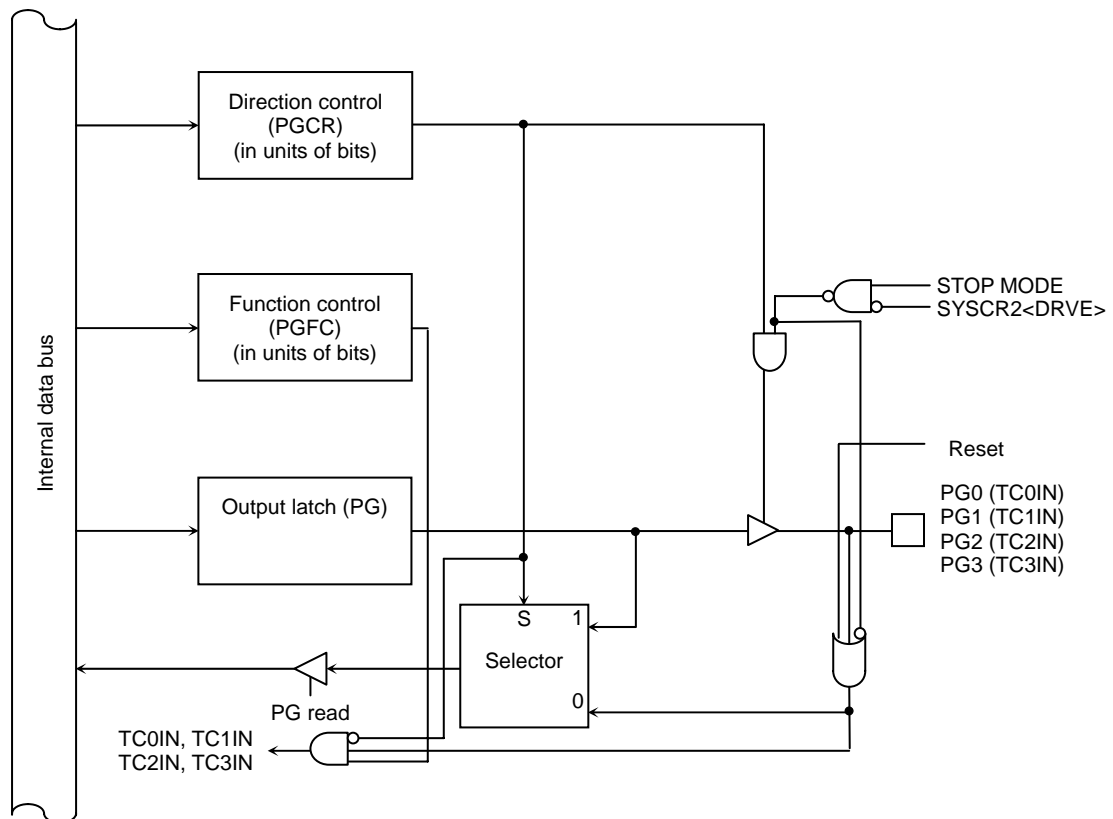 Internal data bus
Direction control
(PGCR)
(in units of bits)
Function control
(PGFC)
(in units of bits)
STOP MODE
SYSCR2<DRVE>
Reset
Output latch (PG)
PG0 (TC0IN)
PG1 (TC1IN)
PG2 (TC2IN)
PG3 (TC3IN)
S
1
Selector
0
PG read
TC0IN, TC1IN
TC2IN, TC3IN